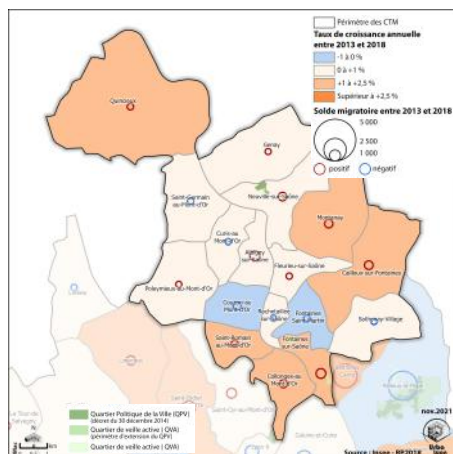 Périmètre des CTM
Taux de croissance annuelle
entre 2013 et 2018
-1 à 0 %
0 à +1 %
+1 à +2,5 %
Supérieur à +2,5 %
Solde migratoire entre 2013 et 2018
5 000
2 500
1 000
positif
négatif
Quincieux
Genay
Neuville-sur-Saône
Saint-Germain
au-Mont-d'Or
Montanay
Curis-au
Mont-d'Or
Albigny
sur-Saône
Fleurieu-sur-Saône
Cailloux-sur-Fontaines
Poleymieux-au-Mont-d'Or
Couzon-au
Mont-d'Or
Rochetaillée
sur-Saône
Fontaines
Saint-Martin
Sathonay-Village
Saint-Romain
au-Mont-d'Or
Fontaines
sur-Saône
Collonges-au
Mont-d'Or
Quartier Politique de la Ville (QPV)
(décret du 30 décembre 2014)
Quartier de veille active (QVA)
(périmètre d'extension du QPV)
Quartier de veille active (QVA)
nov.2021
Source : Insee - RP2018